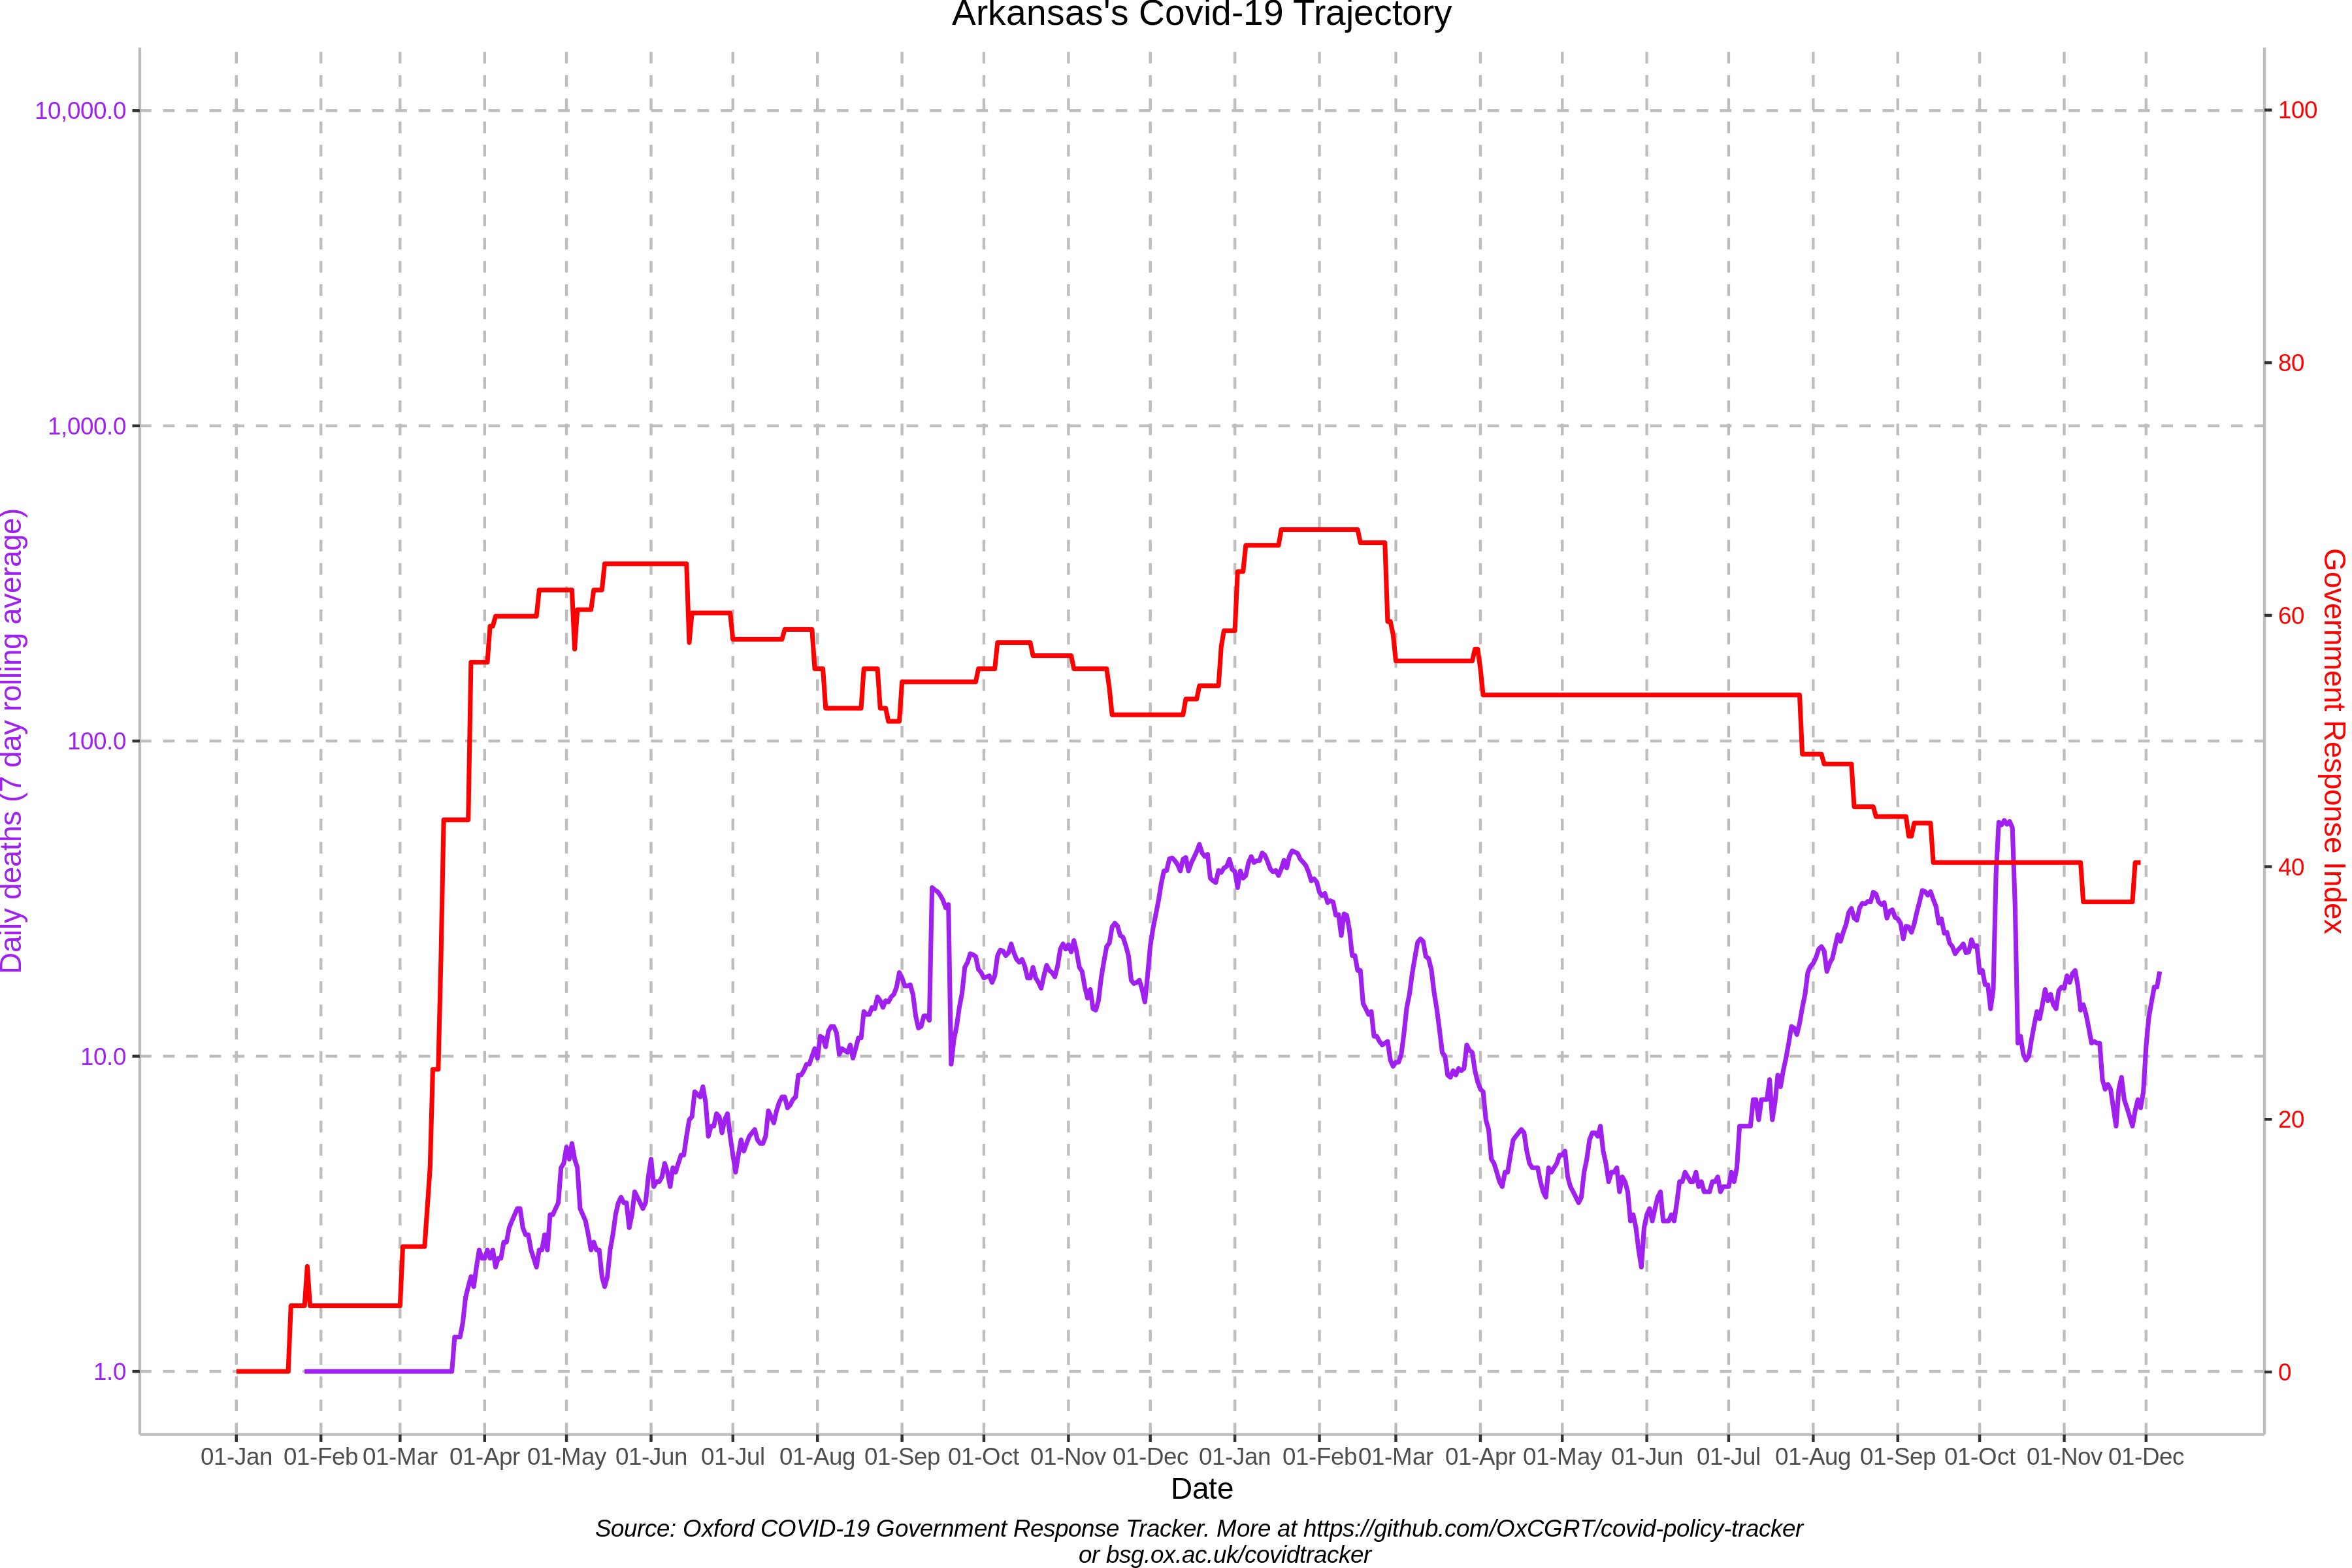 Arkansas's Covid-19 Trajectory
10,000.0
1,000.0
100.0
10.0
1.0
Daily deaths (7 day rolling average)
100
80
60
40
20
0
Government Response Index
01-Jan 01-Feb 01-Mar 01-Apr 01-May 01-Jun 01-Jul 01-Aug 01-Sep 01-Oct 01-Nov 01-Dec 01-Jan 01-Feb 01-Mar 01-Apr 01-May 01-Jun 01-Jul 01-Aug 01-Sep 01-Oct 01-Nov 01-Dec
Date
Source: Oxford COVID-19 Government Response Tracker. More at https://github.com/OxCGRT/covid-policy-tracker
or bsg.ox.ac.uk/covidtracker